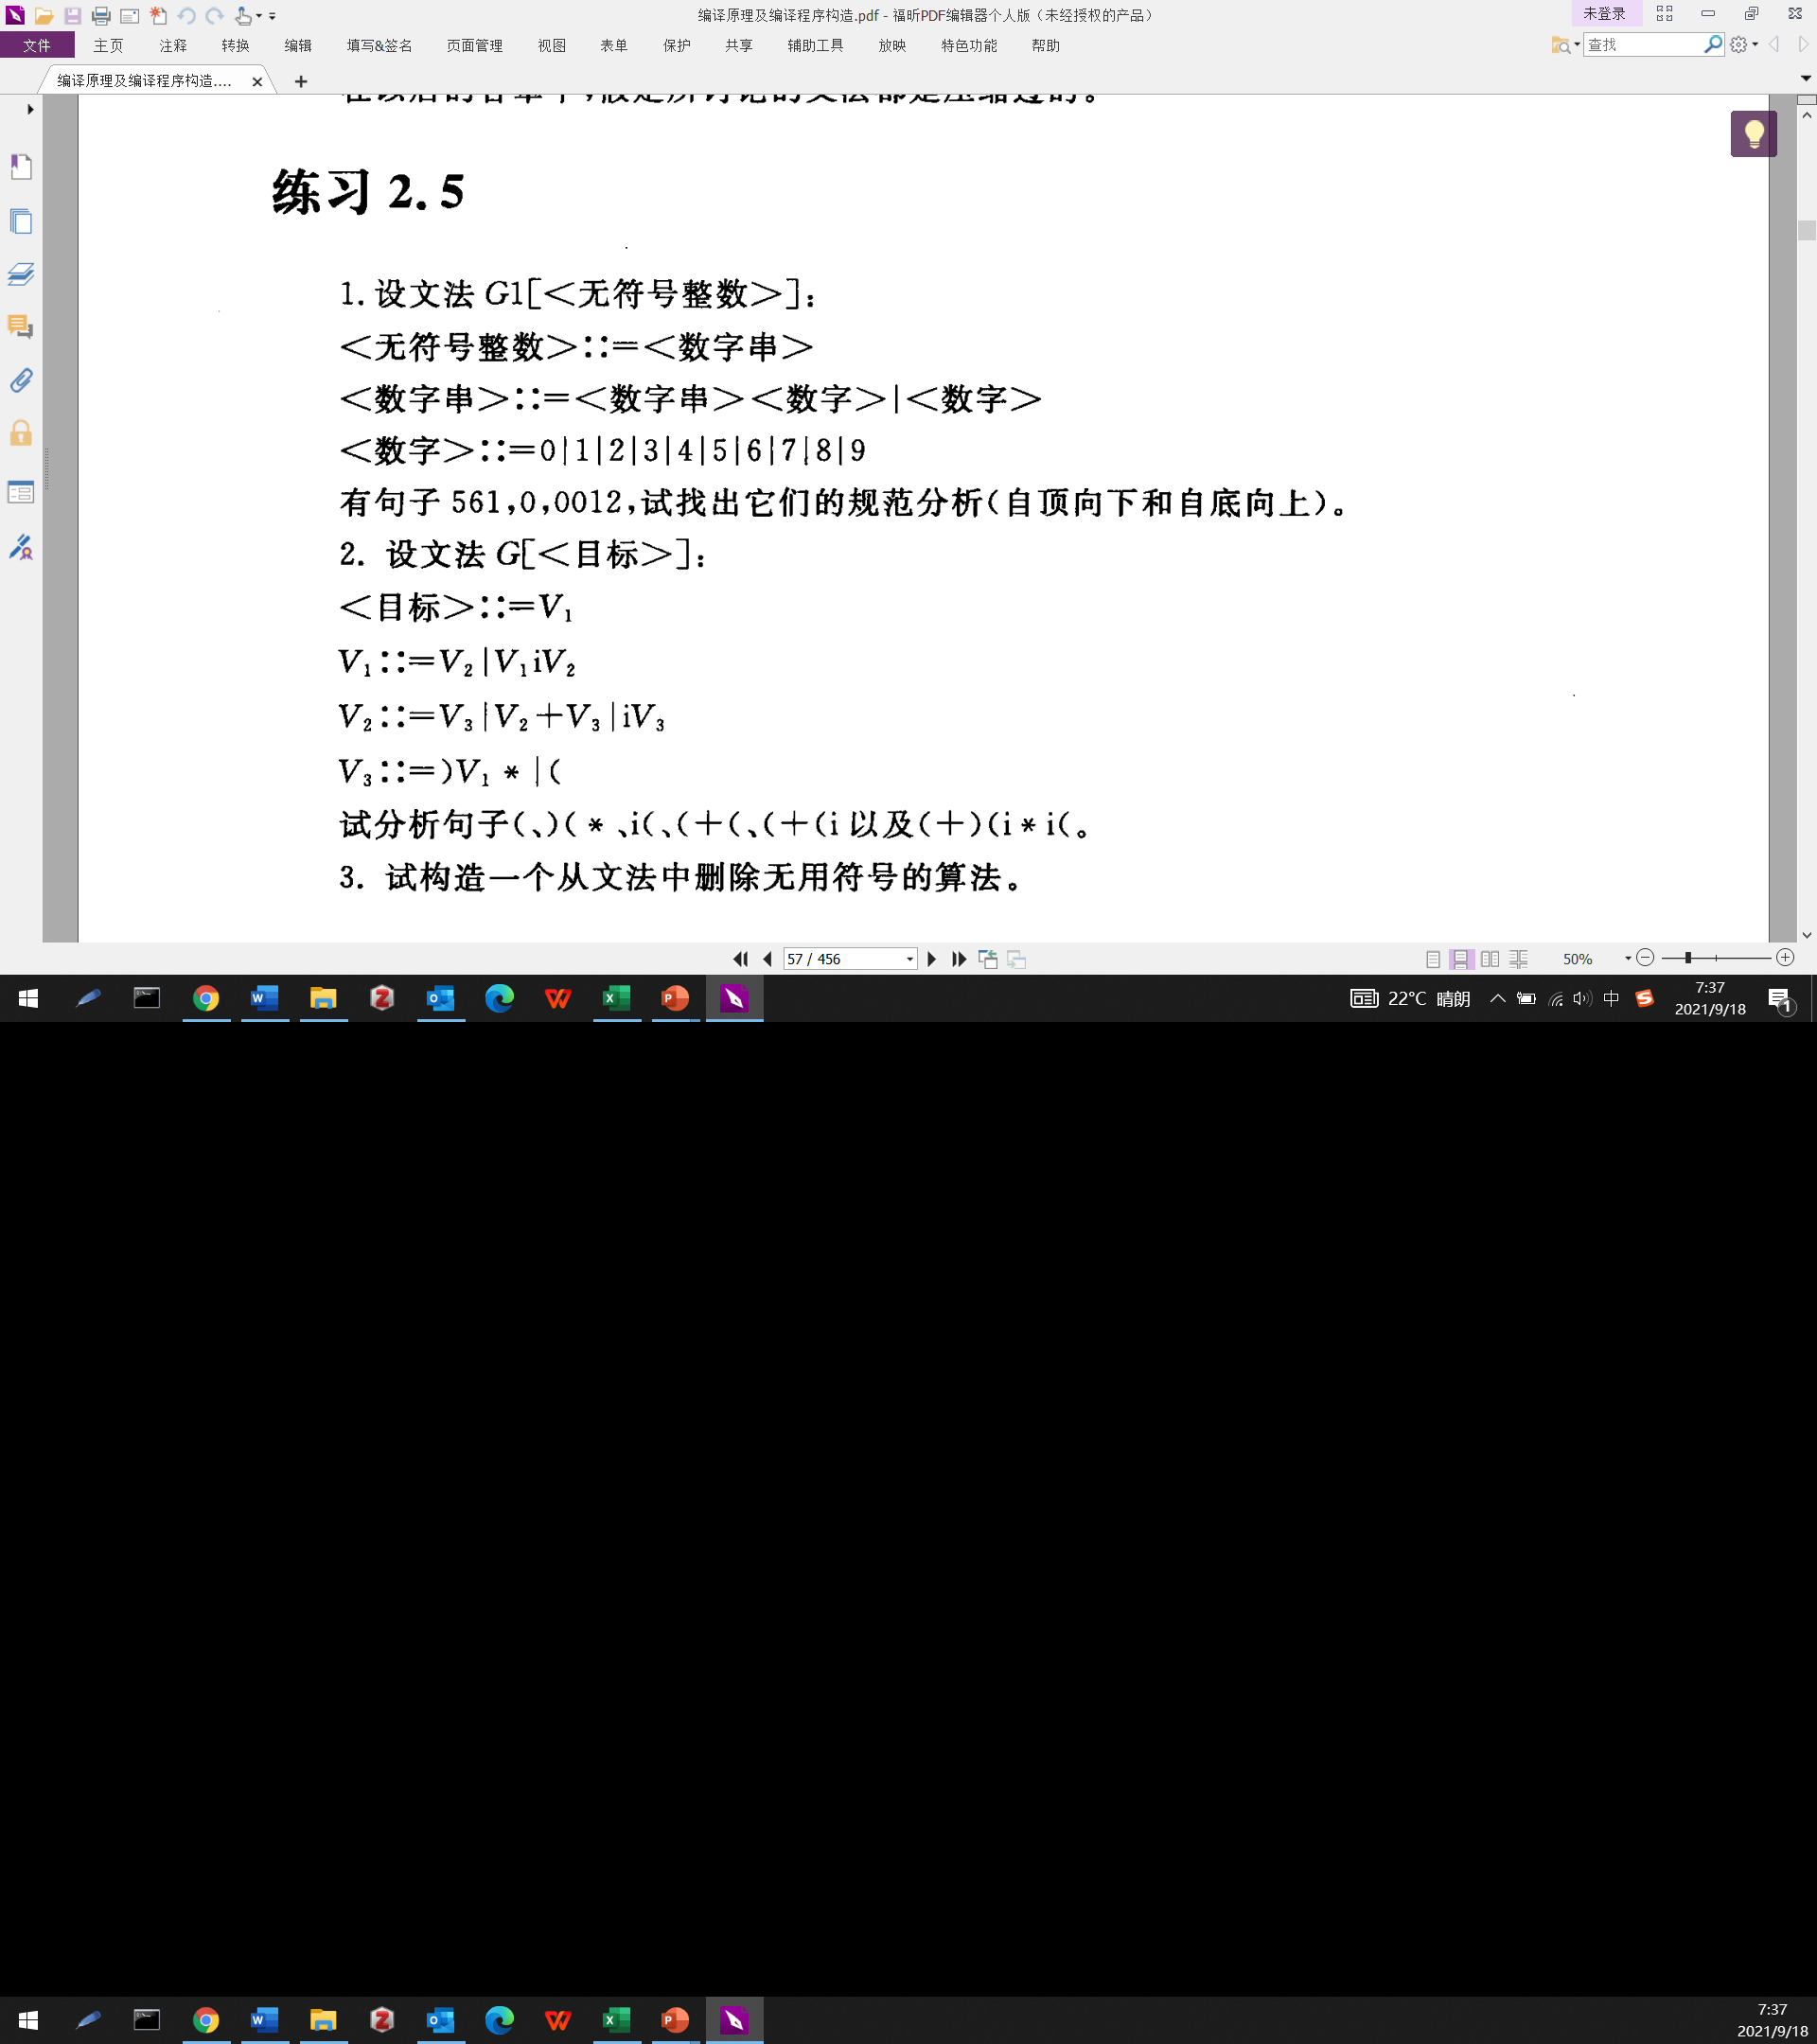 编译原理及编译程序构造.pdf - 福昕PDF编辑器个人版（未经授权的产品）
未登录
文件 主页 注释 转换 编辑 填写&签名 页面管理 视图 表单 保护 共享 辅助工具 放映 特色功能 帮助
查找
编译原理及编译程序构造....
练习 2.5
1. 设文法 G1[<无符号整数>]:
<无符号整数>::=<数字串>
<数字串>::=<数字串><数字>|<数字>
<数字>::=0|1|2|3|4|5|6|7|8|9
有句子 561,0,0012,试找出它们的规范分析(自顶向下和自底向上)。
2. 设文法 G[<目标>]:
<目标>::=V₁
V₁::=V₂|V₁iV₂
V₂::=V₃|V₂+V₃|iV₃
V₃::=)V₁*|(
试分析句子(、)(*、i(、(+(、(+(i 以及(+)(i*i(。
3. 试构造一个从文法中删除无用符号的算法。
57 / 456
50%
22°C 晴朗
中
7:37
2021/9/18
1
7:37
2021/9/18